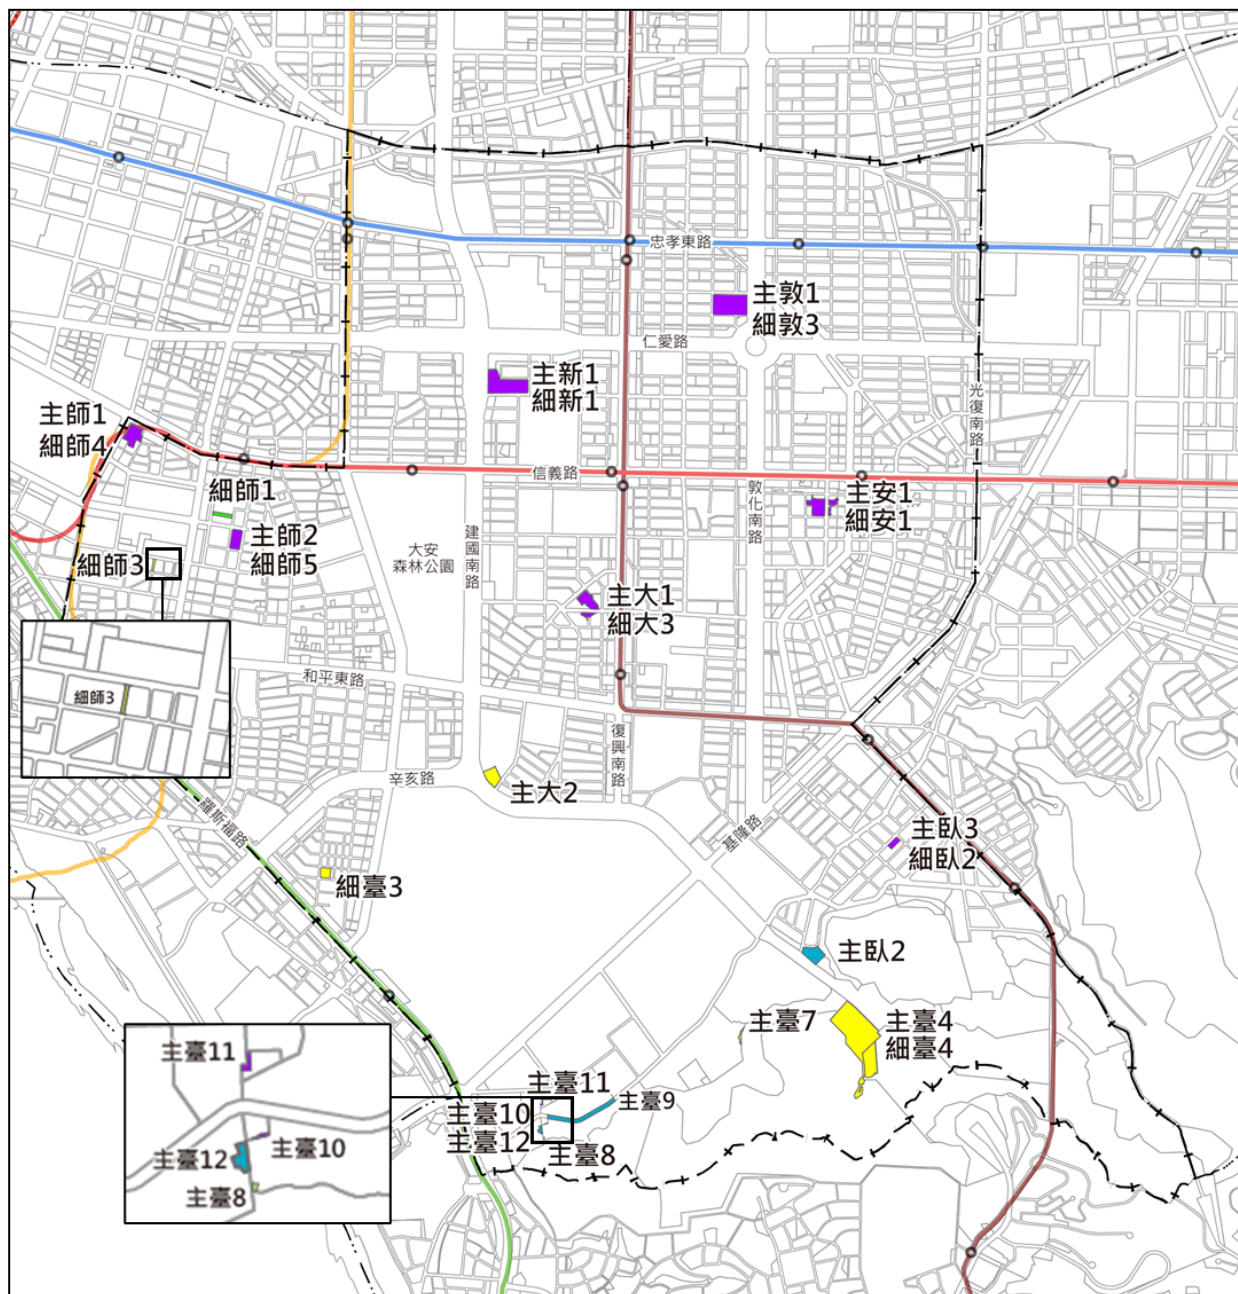 忠孝東路
主敦1
細敦3
仁愛路
主新1
細新1
光復南路
主師1
細師4
信義路
細師1
敦化南路
主安1
細安1
建國南路
主師2
細師5
大安
森林公園
細師3
主大1
細大3
細師3
和平東路
復興南路
辛亥路
主大2
羅斯福路
基隆路
主臥3
細臥2
細臺3
主臥2
主臺7
主臺4
細臺4
主臺11
主臺11
主臺9
主臺10
主臺12
主臺8
主臺10
主臺12
主臺8